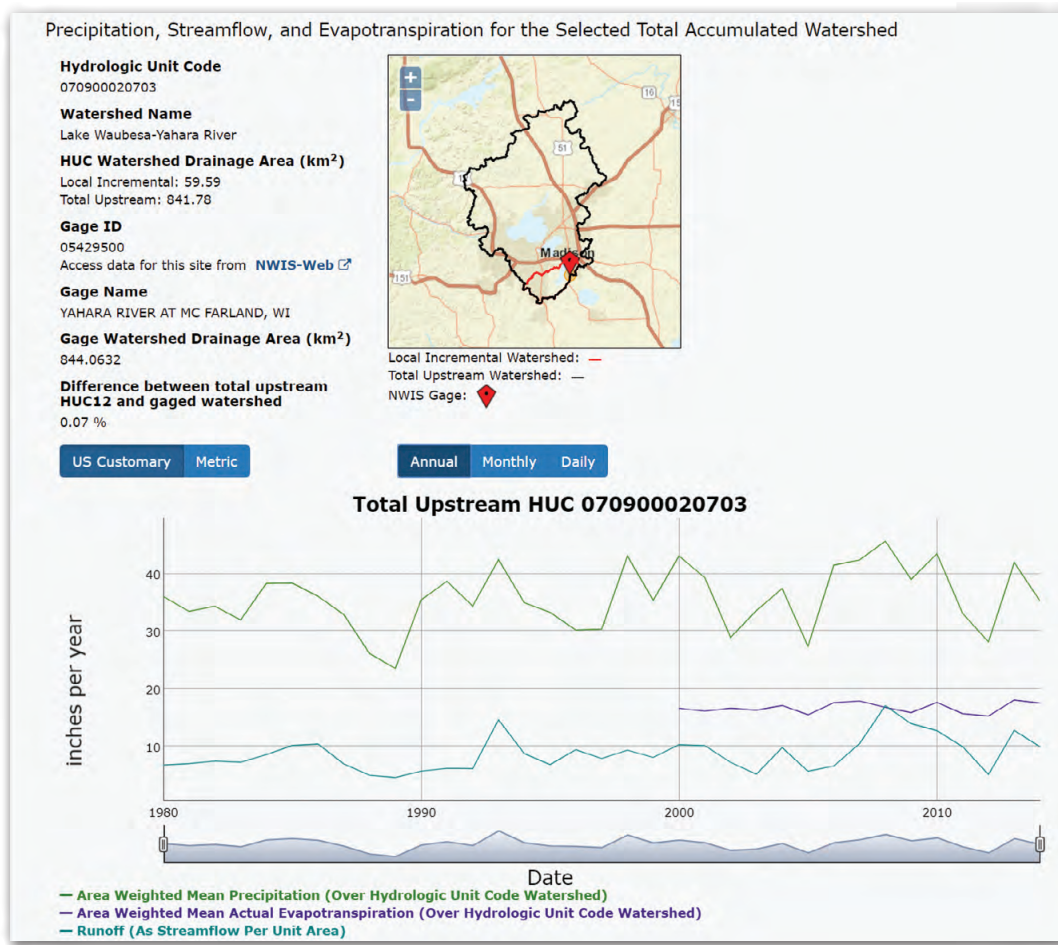 Precipitation, Streamflow, and Evapotranspiration for the Selected Total Accumulated Watershed
Hydrologic Unit Code
070900020703
Watershed Name
Lake Waubesa-Yahara River
HUC Watershed Drainage Area (km²)
Local Incremental: 59.59
Total Upstream: 841.78
Gage ID
05429500
Access data for this site from NWIS-Web
Gage Name
YAHARA RIVER AT MC FARLAND, WI
Gage Watershed Drainage Area (km²)
844.0632
Difference between total upstream
HUC12 and gaged watershed
0.07 %
+
−
16
15
51
1
Madison
151
Local Incremental Watershed: —
Total Upstream Watershed: —
NWIS Gage:
US Customary Metric
Annual Monthly Daily
Total Upstream HUC 070900020703
inches per year
40
30
20
10
1980 1990 2000 2010
Date
— Area Weighted Mean Precipitation (Over Hydrologic Unit Code Watershed)
— Area Weighted Mean Actual Evapotranspiration (Over Hydrologic Unit Code Watershed)
— Runoff (As Streamflow Per Unit Area)